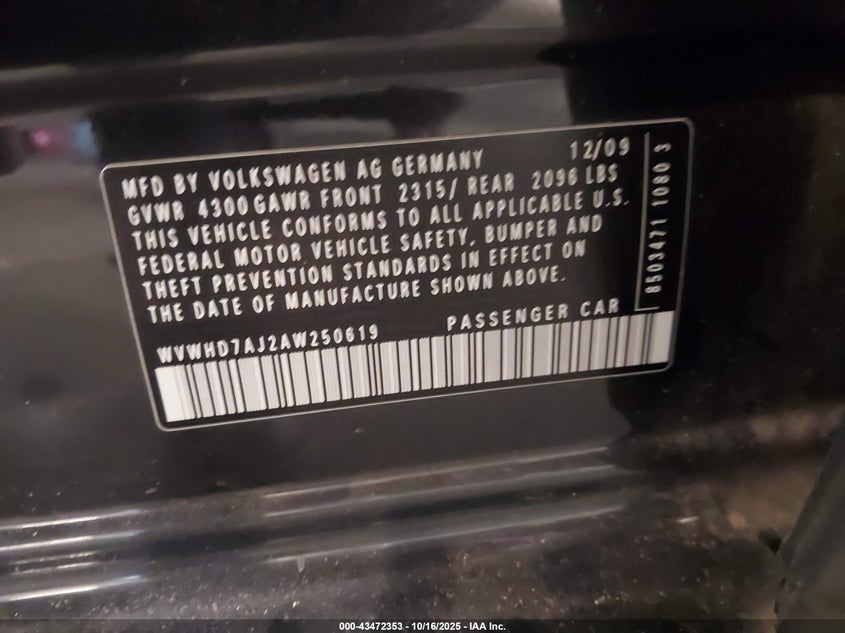 MFD BY VOLKSWAGEN AG GERMANY 12/09
GVWR 4300 GAWR FRONT 2315/ REAR 2096 LBS
THIS VEHICLE CONFORMS TO ALL APPLICABLE U.S.
FEDERAL MOTOR VEHICLE SAFETY, BUMPER AND
THEFT PREVENTION STANDARDS IN EFFECT ON
THE DATE OF MANUFACTURE SHOWN ABOVE.
WVWHD7AJ2AW250619 PASSENGER CAR
8503471 1080 3
000-43472353 - 10/16/2025 - IAA Inc.